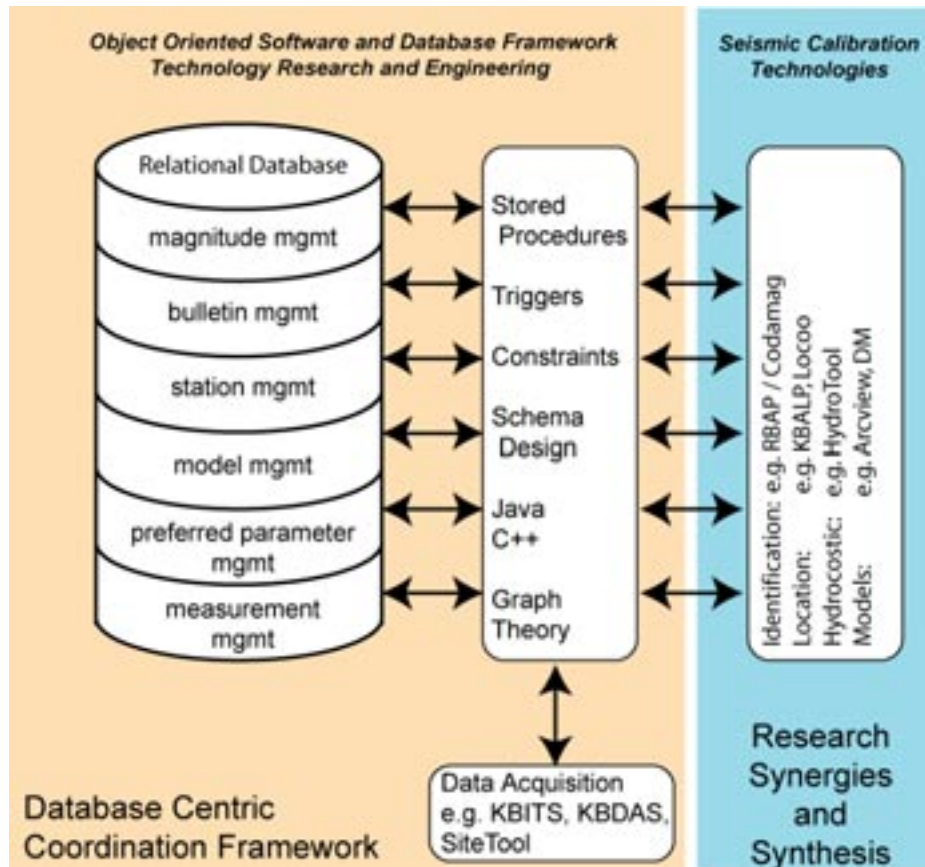 Object Oriented Software and Database Framework
Technology Research and Engineering
Seismic Calibration
Technologies
Relational Database
magnitude mgmt
bulletin mgmt
station mgmt
model mgmt
preferred parameter
mgmt
measurement
mgmt
Stored
Procedures
Triggers
Constraints
Schema
Design
Java
C++
Graph
Theory
Identification: e.g. RBAP / Codamag
Location: e.g. KBALP, Locoo
Hydrocostic: e.g. HydroTool
Models: e.g. Arcview, DM
Data Acquisition
e.g. KBITS, KBDAS,
SiteTool
Database Centric
Coordination Framework
Research
Synergies
and
Synthesis